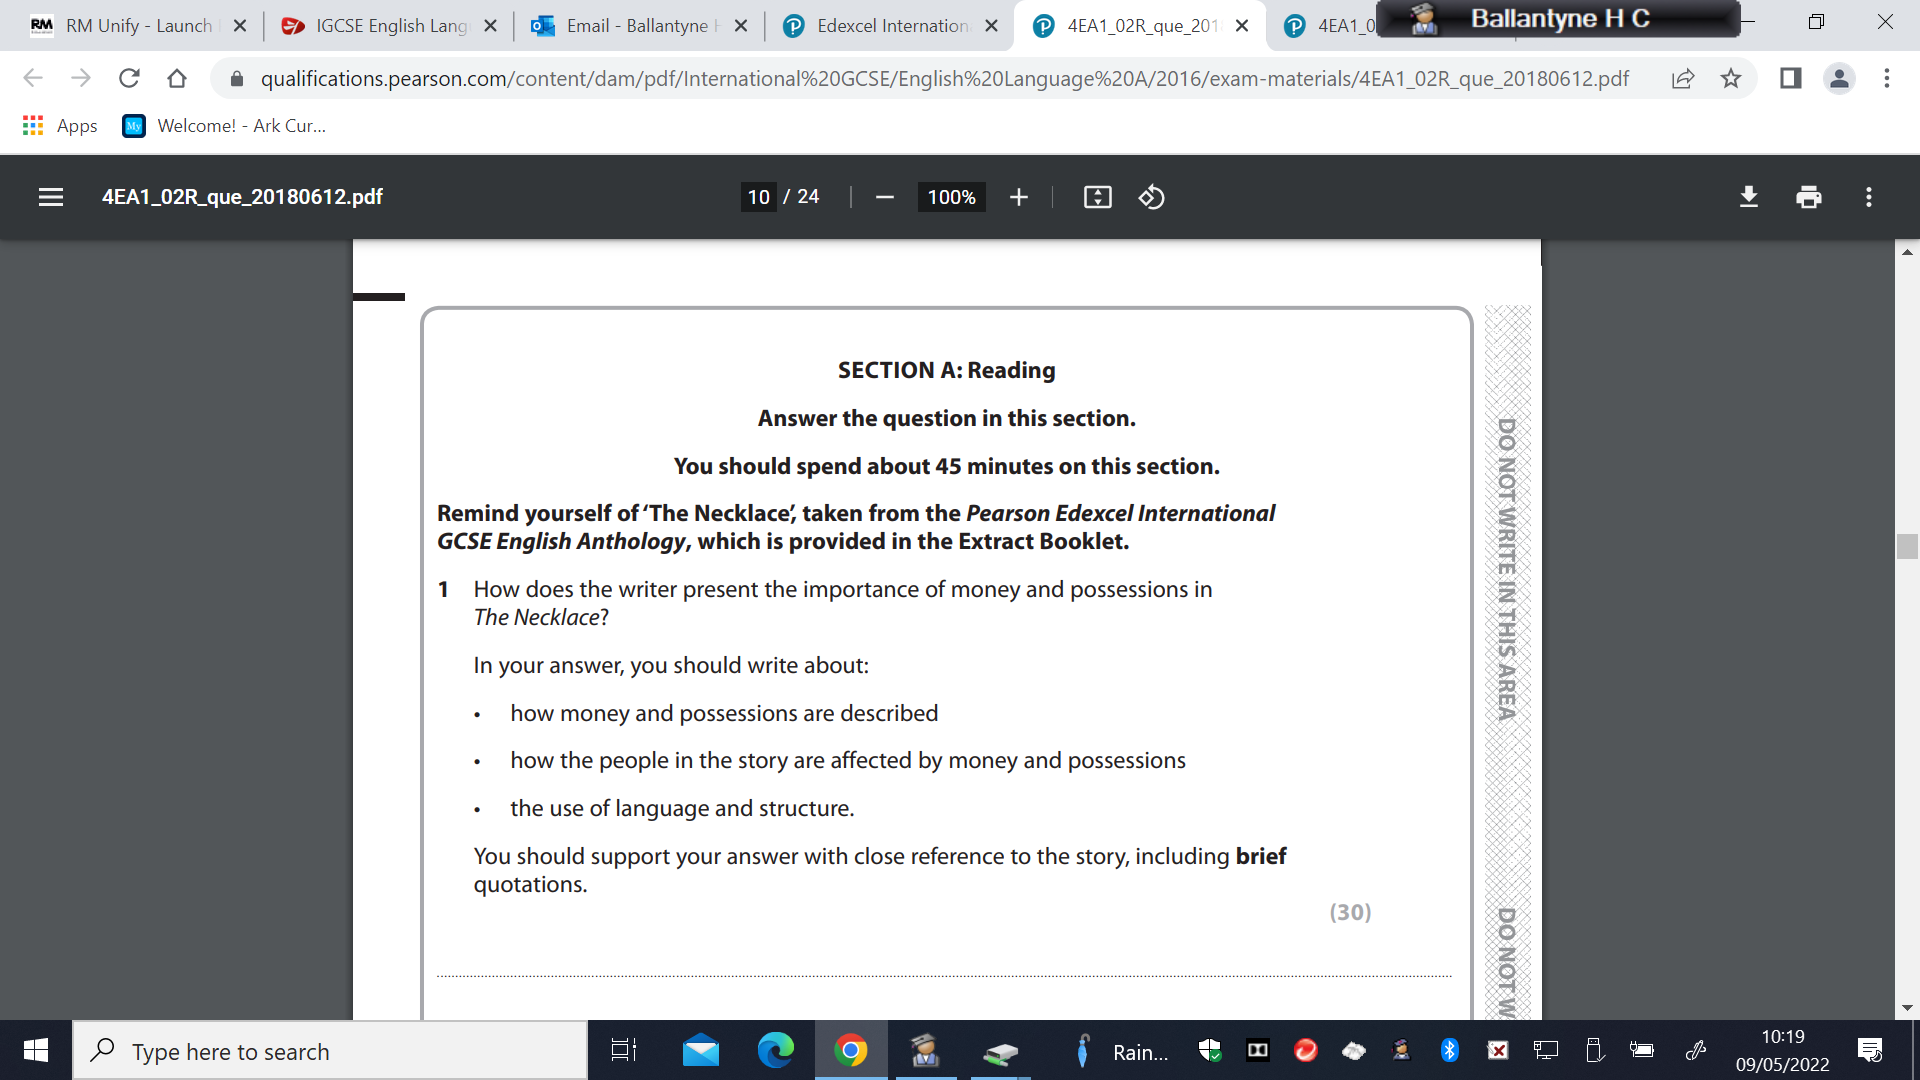 RM Unify - Launch
IGCSE English Lang
Email - Ballantyne H
Edexcel Internation
4EA1_02R_que_201
4EA1_0
Ballantyne H C
qualifications.pearson.com/content/dam/pdf/International%20GCSE/English%20Language%20A/2016/exam-materials/4EA1_02R_que_20180612.pdf
Apps
My
Welcome! - Ark Cur...
4EA1_02R_que_20180612.pdf
10 / 24
100%
SECTION A: Reading
Answer the question in this section.
You should spend about 45 minutes on this section.
Remind yourself of ‘The Necklace’, taken from the Pearson Edexcel International
GCSE English Anthology, which is provided in the Extract Booklet.
1 How does the writer present the importance of money and possessions in
The Necklace?
In your answer, you should write about:
• how money and possessions are described
• how the people in the story are affected by money and possessions
• the use of language and structure.
You should support your answer with close reference to the story, including brief
quotations.
(30)
DO NOT WRITE IN THIS AREA
DO NOT W
Type here to search
Rain...
10:19
09/05/2022